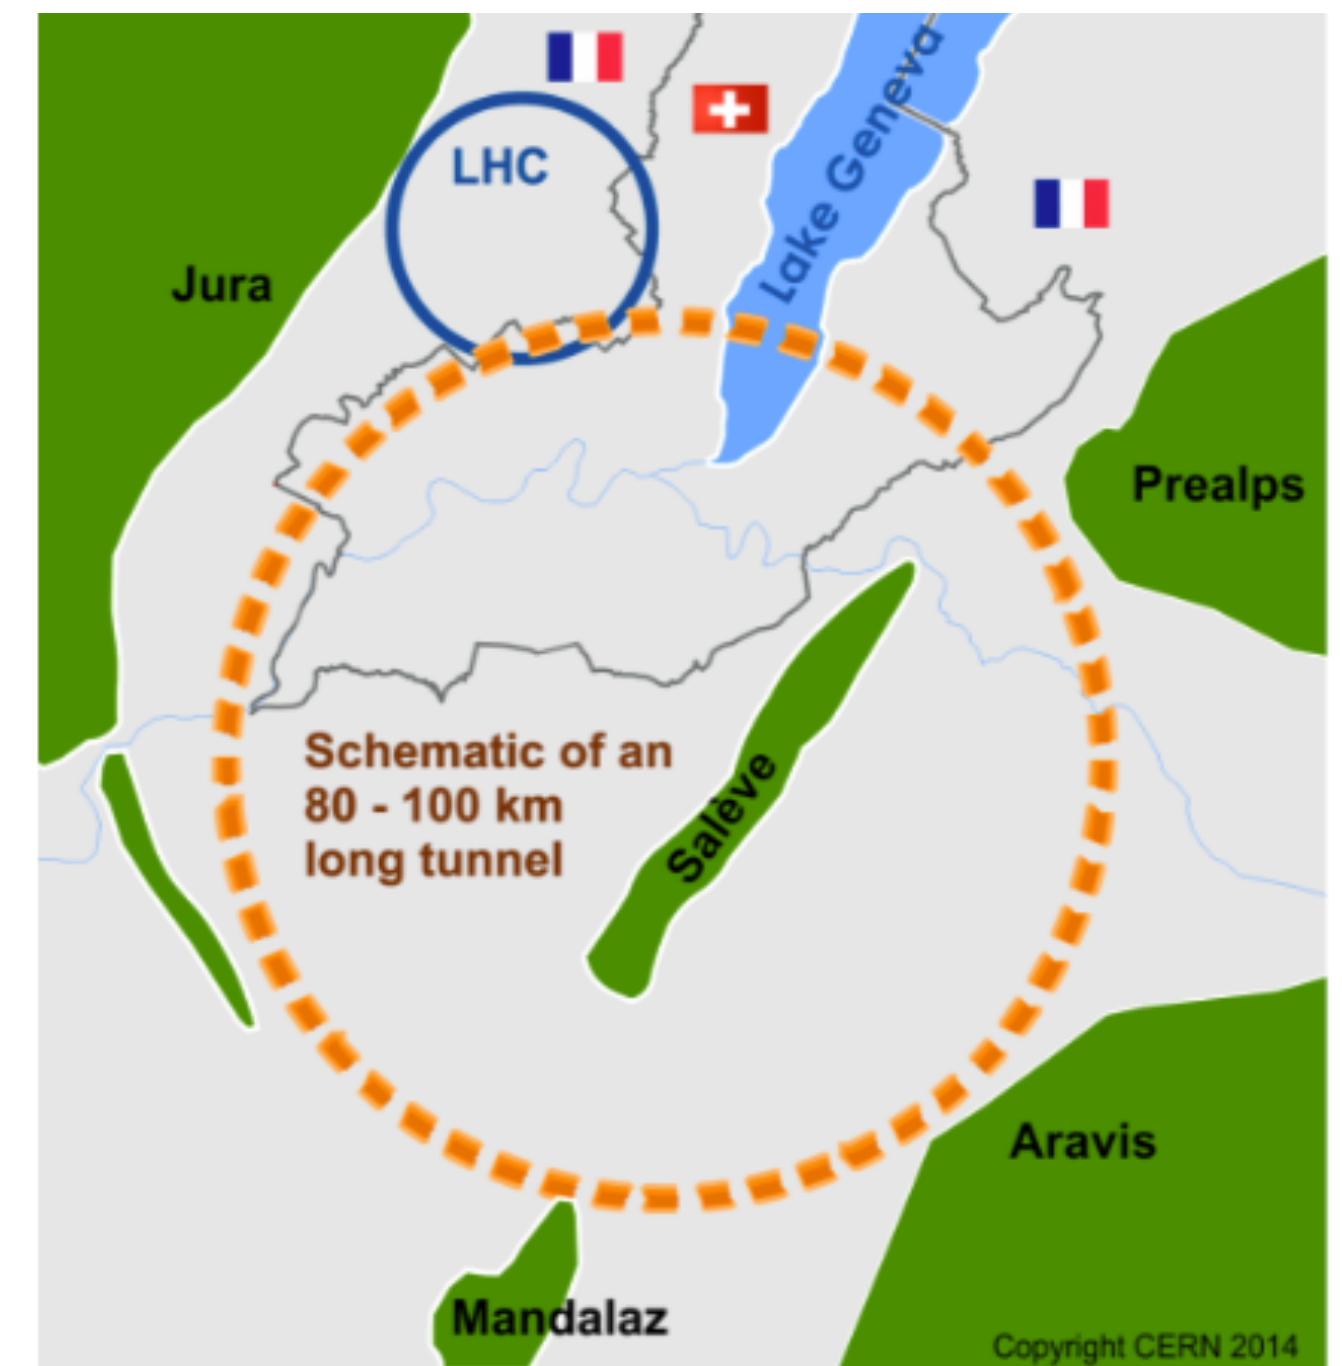 LHC
Lake Geneva
Jura
Prealps
Schematic of an
80 - 100 km
long tunnel
Salève
Aravis
Mandalaz
Copyright CERN 2014